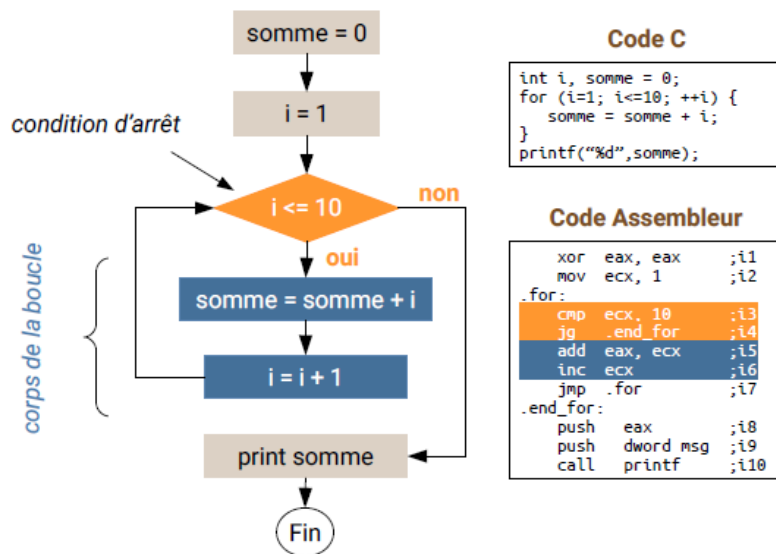 somme = 0
i = 1
condition d'arrêt
i <= 10
non
oui
corps de la boucle
somme = somme + i
i = i + 1
print somme
Fin
Code C
int i, somme = 0;
for (i=1; i<=10; ++i) {
somme = somme + i;
}
printf(“%d”,somme);
Code Assembleur
xor eax, eax ;i1
mov ecx, 1 ;i2
.for:
cmp ecx, 10 ;i3
jg .end_for ;i4
add eax, ecx ;i5
inc ecx ;i6
jmp .for ;i7
.end_for:
push eax ;i8
push dword msg ;i9
call printf ;i10